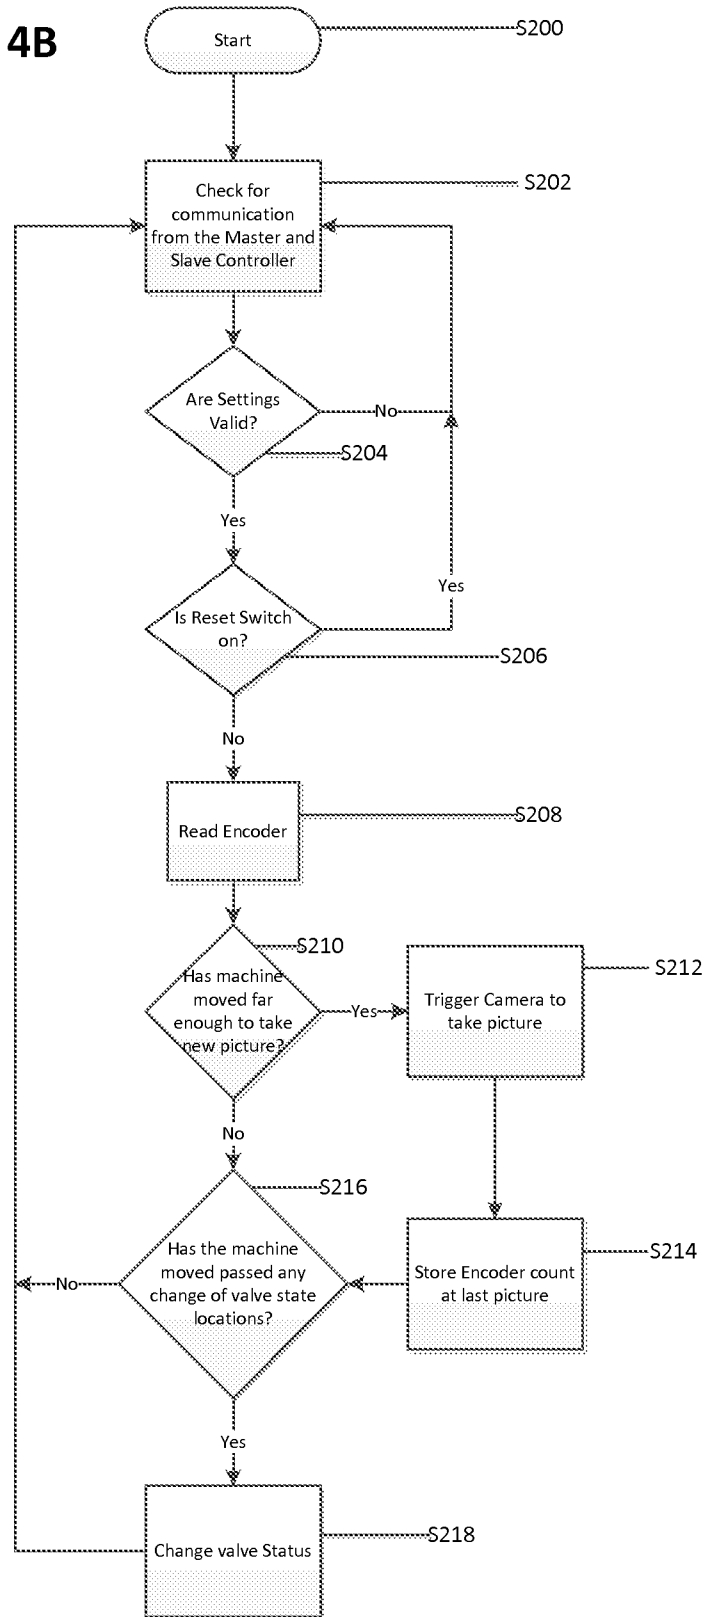 4B
Start
S200
Check for
communication
from the Master and
Slave Controller
S202
Are Settings
Valid?
No
S204
Yes
Is Reset Switch
on?
Yes
S206
No
Read Encoder
S208
S210
Has machine
moved far
enough to take
new picture?
Yes
Trigger Camera to
take picture
S212
No
S216
Has the machine
moved passed any
change of valve state
locations?
No
Store Encoder count
at last picture
S214
Yes
Change valve Status
S218